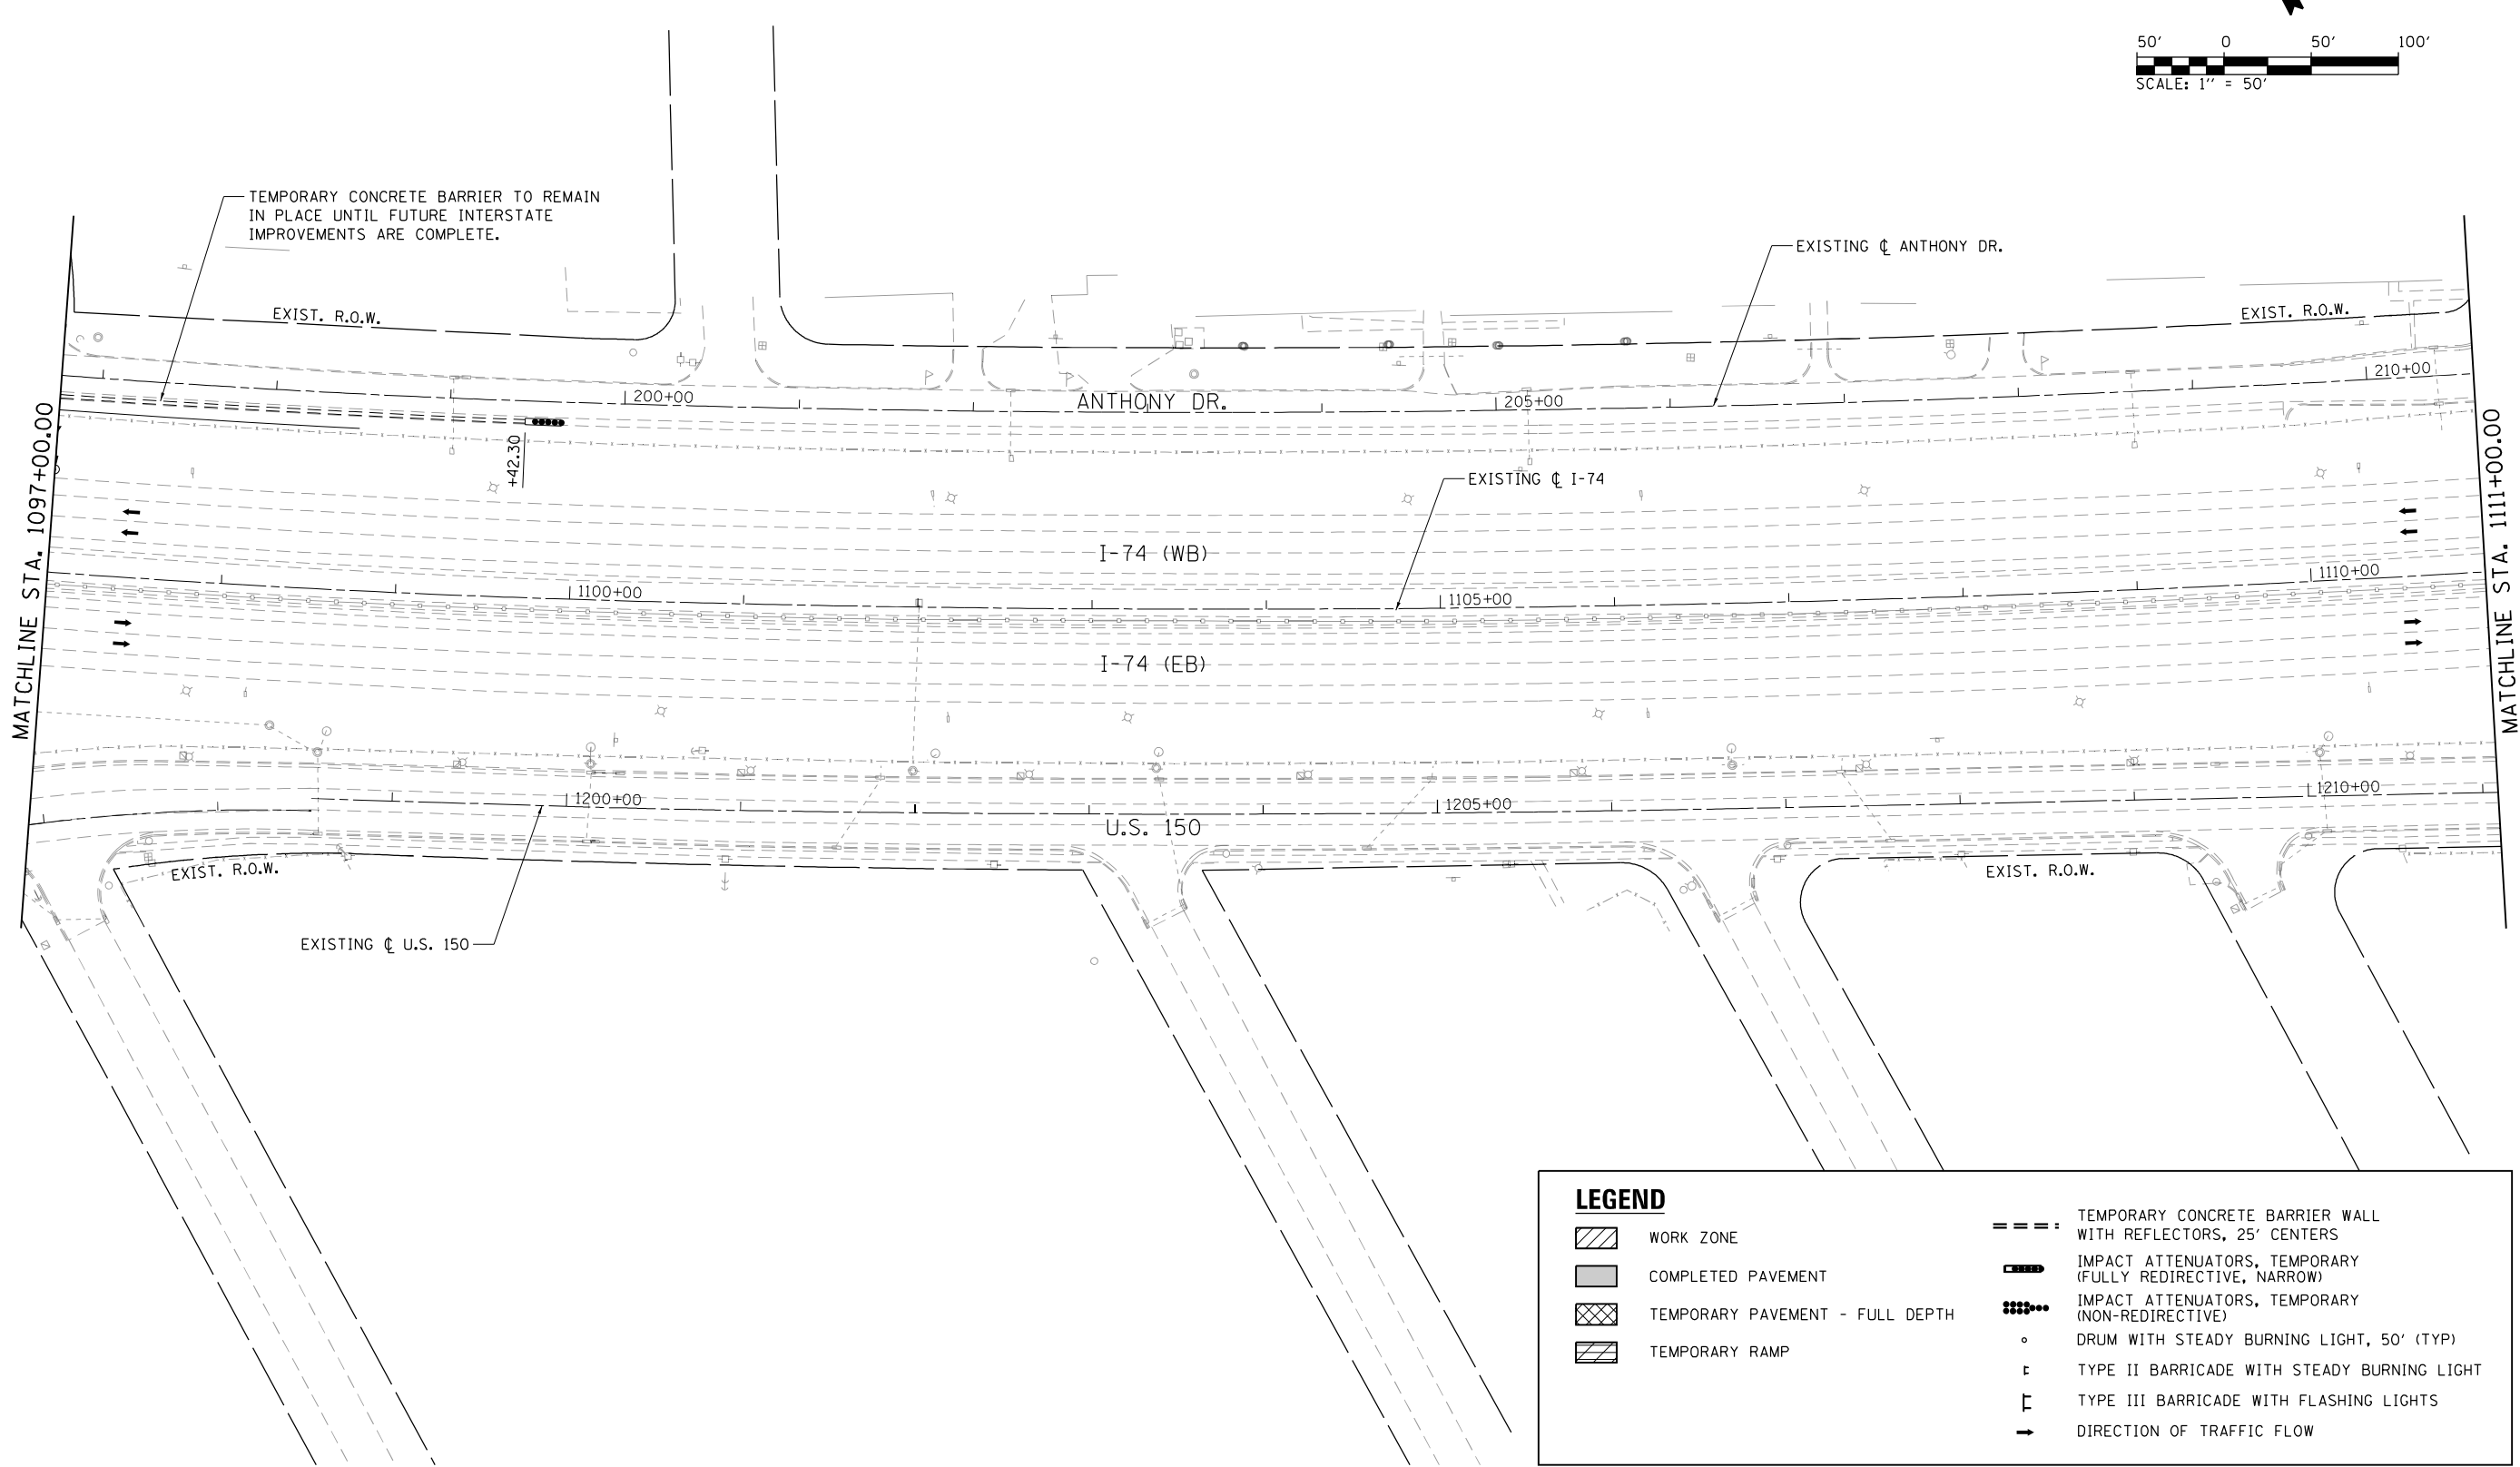 50' 0 50' 100'
SCALE: 1" = 50'
TEMPORARY CONCRETE BARRIER TO REMAIN
IN PLACE UNTIL FUTURE INTERSTATE
IMPROVEMENTS ARE COMPLETE.
EXISTING ℄ ANTHONY DR.
EXIST. R.O.W.
EXIST. R.O.W.
210+00
200+00
ANTHONY DR.
205+00
+42.30
MATCHLINE STA. 1097+00.00
MATCHLINE STA. 1111+00.00
EXISTING ℄ I-74
I-74 (WB)
1100+00
1105+00
1110+00
I-74 (EB)
1200+00
1205+00
1210+00
U.S. 150
EXIST. R.O.W.
EXIST. R.O.W.
EXISTING ℄ U.S. 150
LEGEND
WORK ZONE
COMPLETED PAVEMENT
TEMPORARY PAVEMENT - FULL DEPTH
TEMPORARY RAMP
TEMPORARY CONCRETE BARRIER WALL
WITH REFLECTORS, 25' CENTERS
IMPACT ATTENUATORS, TEMPORARY
(FULLY REDIRECTIVE, NARROW)
IMPACT ATTENUATORS, TEMPORARY
(NON-REDIRECTIVE)
DRUM WITH STEADY BURNING LIGHT, 50' (TYP)
TYPE II BARRICADE WITH STEADY BURNING LIGHT
TYPE III BARRICADE WITH FLASHING LIGHTS
DIRECTION OF TRAFFIC FLOW